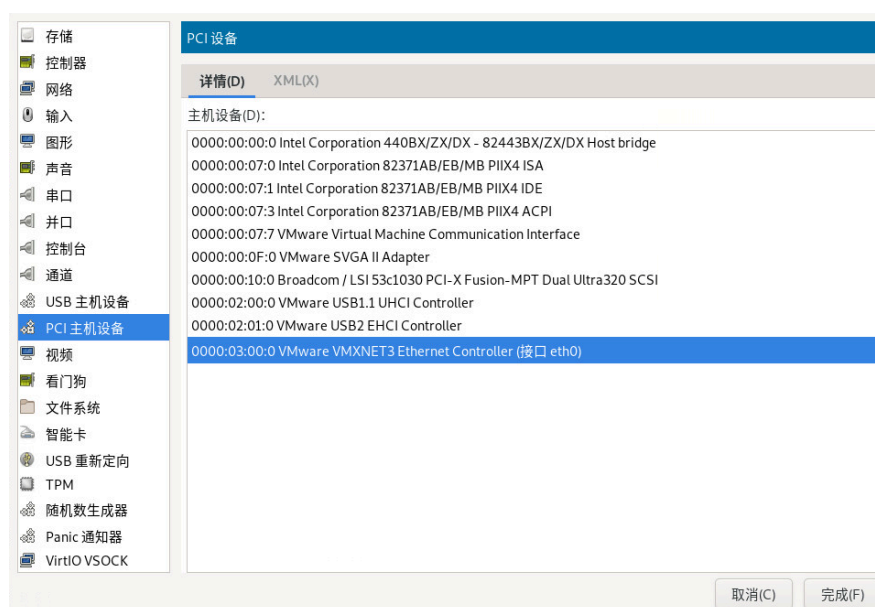 存储
控制器
网络
输入
图形
声音
串口
并口
控制台
通道
USB 主机设备
PCI 主机设备
视频
看门狗
文件系统
智能卡
USB 重新定向
TPM
随机数生成器
Panic 通知器
VirtIO VSOCK
PCI 设备
详情(D) XML(X)
主机设备(D):
0000:00:00:0 Intel Corporation 440BX/ZX/DX - 82443BX/ZX/DX Host bridge
0000:00:07:0 Intel Corporation 82371AB/EB/MB PIIX4 ISA
0000:00:07:1 Intel Corporation 82371AB/EB/MB PIIX4 IDE
0000:00:07:3 Intel Corporation 82371AB/EB/MB PIIX4 ACPI
0000:00:07:7 VMware Virtual Machine Communication Interface
0000:00:0F:0 VMware SVGA II Adapter
0000:00:10:0 Broadcom / LSI 53c1030 PCI-X Fusion-MPT Dual Ultra320 SCSI
0000:02:00:0 VMware USB1.1 UHCI Controller
0000:02:01:0 VMware USB2 EHCI Controller
0000:03:00:0 VMware VMXNET3 Ethernet Controller (接口 eth0)
取消(C) 完成(F)